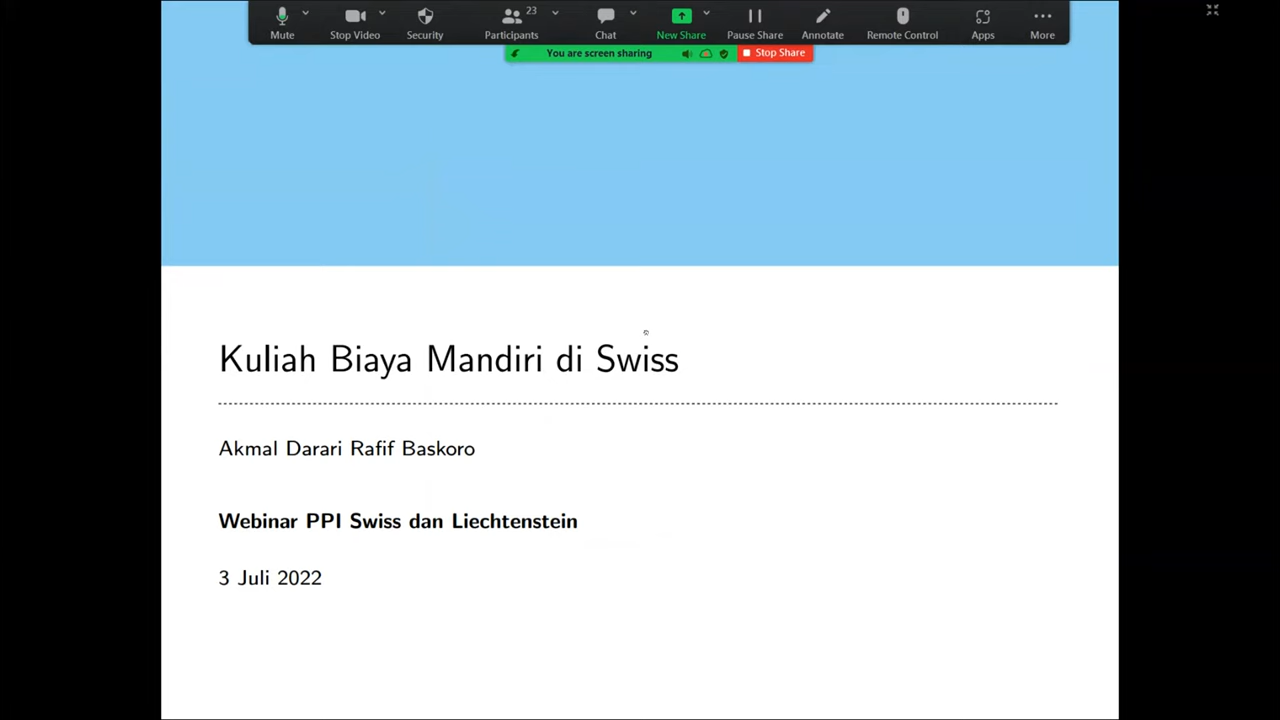 23
Mute
Stop Video
Security
Participants
Chat
New Share
Pause Share
Annotate
Remote Control
Apps
More
You are screen sharing
Stop Share
Kuliah Biaya Mandiri di Swiss
Akmal Darari Rafif Baskoro
Webinar PPI Swiss dan Liechtenstein
3 Juli 2022